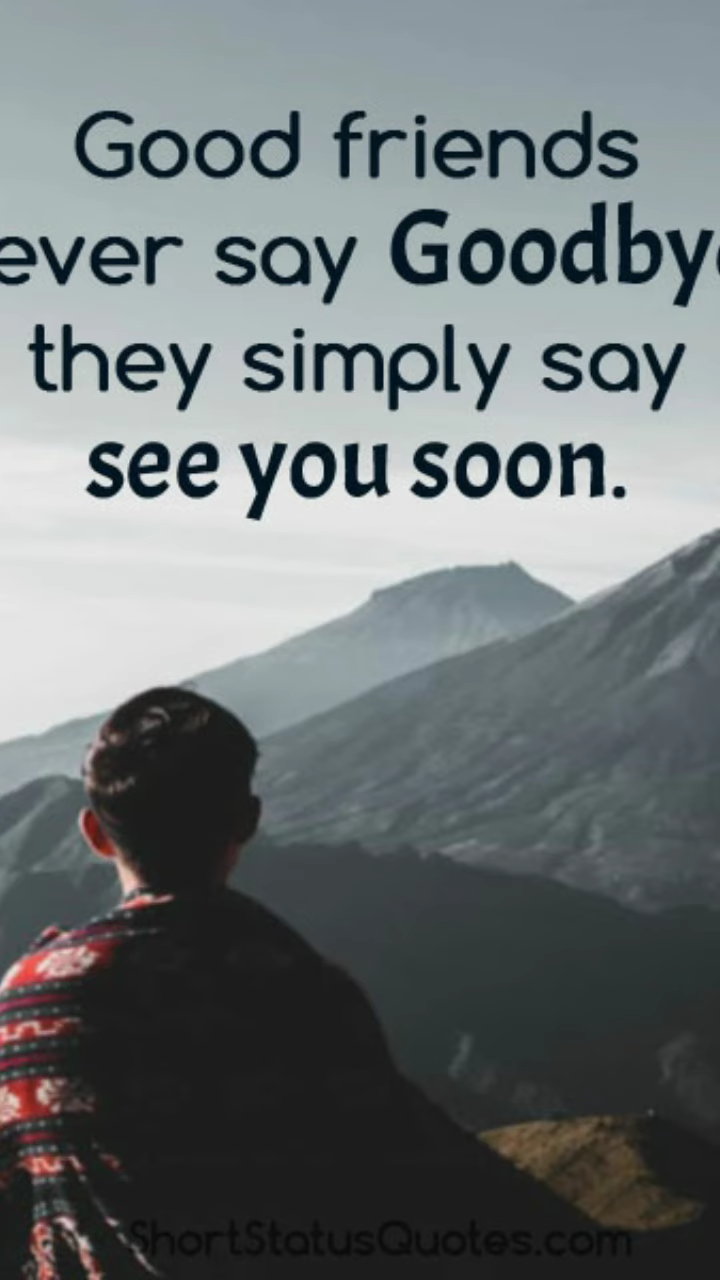 Good friends
ever say Goodby
they simply say
see you soon.
ShortStatusQuotes.com